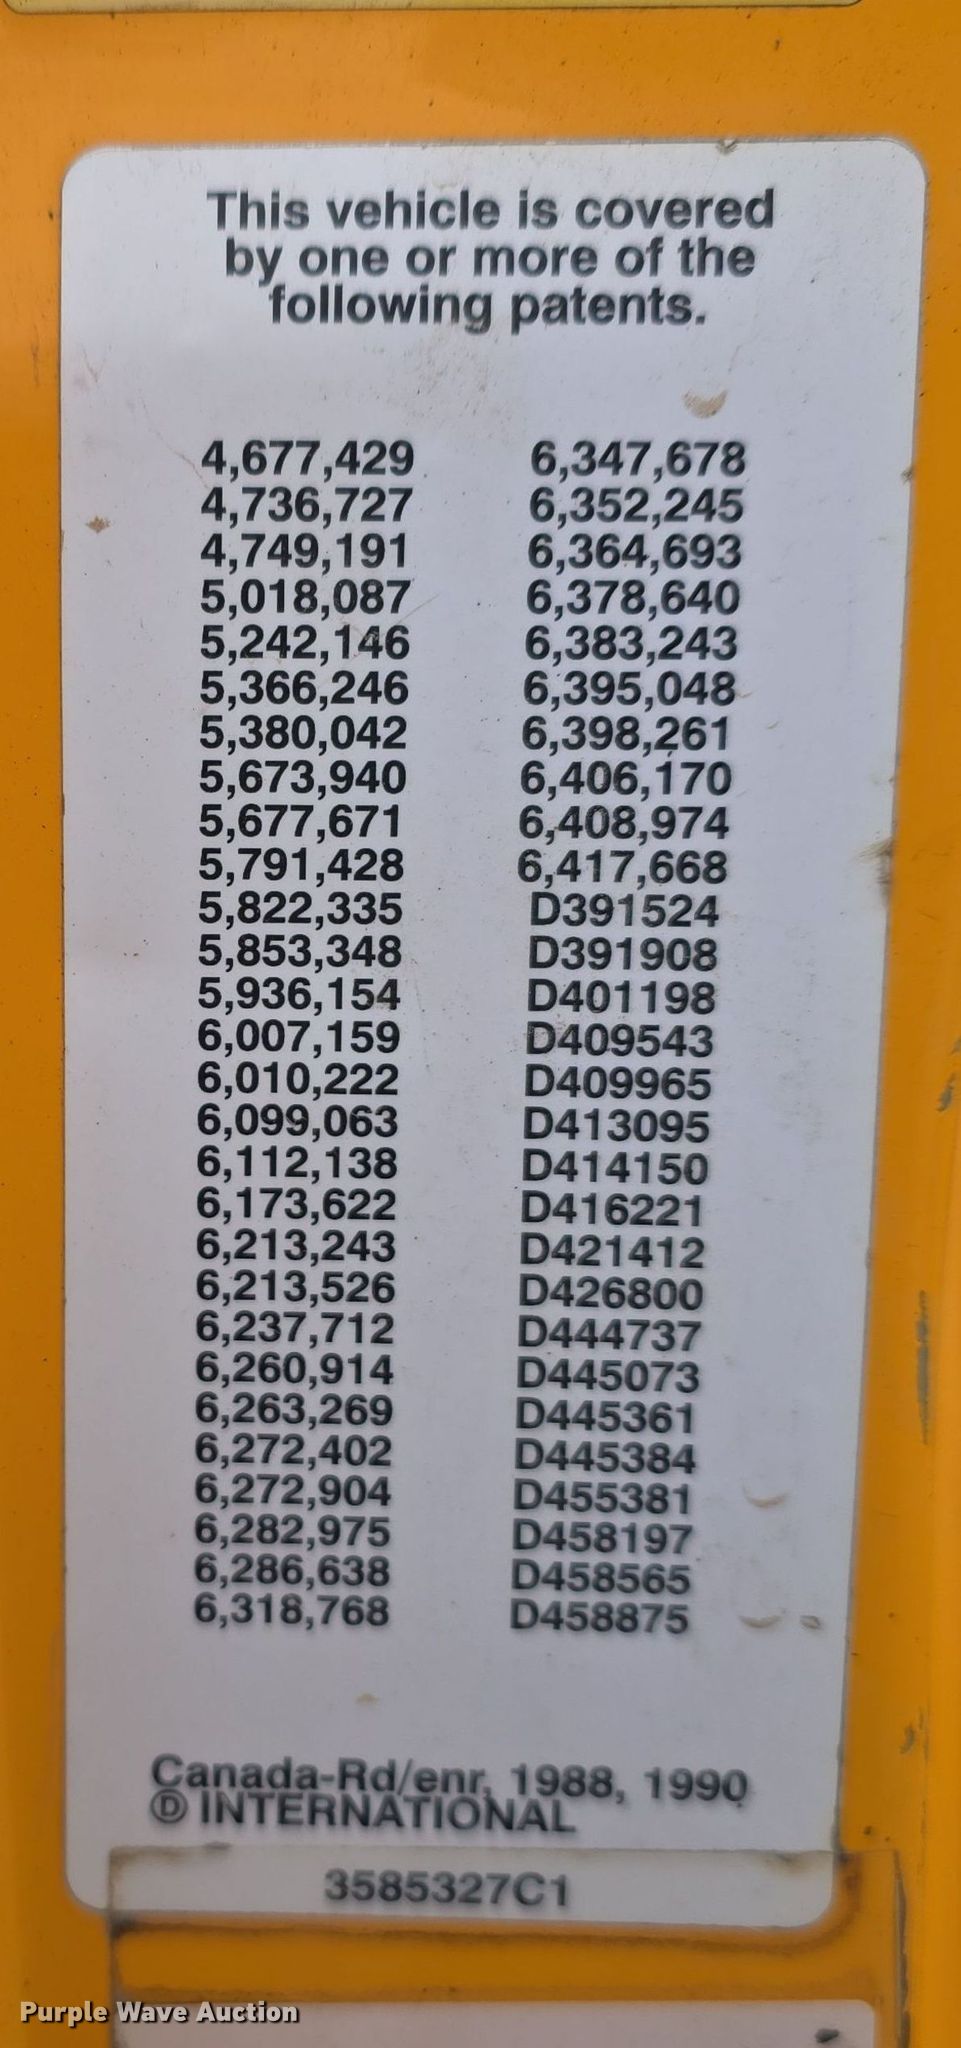 This vehicle is covered
by one or more of the
following patents.
4,677,429 6,347,678
4,736,727 6,352,245
4,749,191 6,364,693
5,018,087 6,378,640
5,242,146 6,383,243
5,366,246 6,395,048
5,380,042 6,398,261
5,673,940 6,406,170
5,677,671 6,408,974
5,791,428 6,417,668
5,822,335 D391524
5,853,348 D391908
5,936,154 D401198
6,007,159 D409543
6,010,222 D409965
6,099,063 D413095
6,112,138 D414150
6,173,622 D416221
6,213,243 D421412
6,213,526 D426800
6,237,712 D444737
6,260,914 D445073
6,263,269 D445361
6,272,402 D445384
6,272,904 D455381
6,282,975 D458197
6,286,638 D458565
6,318,768 D458875
Canada-Rd/enr, 1988, 1990
Ⓓ INTERNATIONAL
3585327C1
Purple Wave Auction